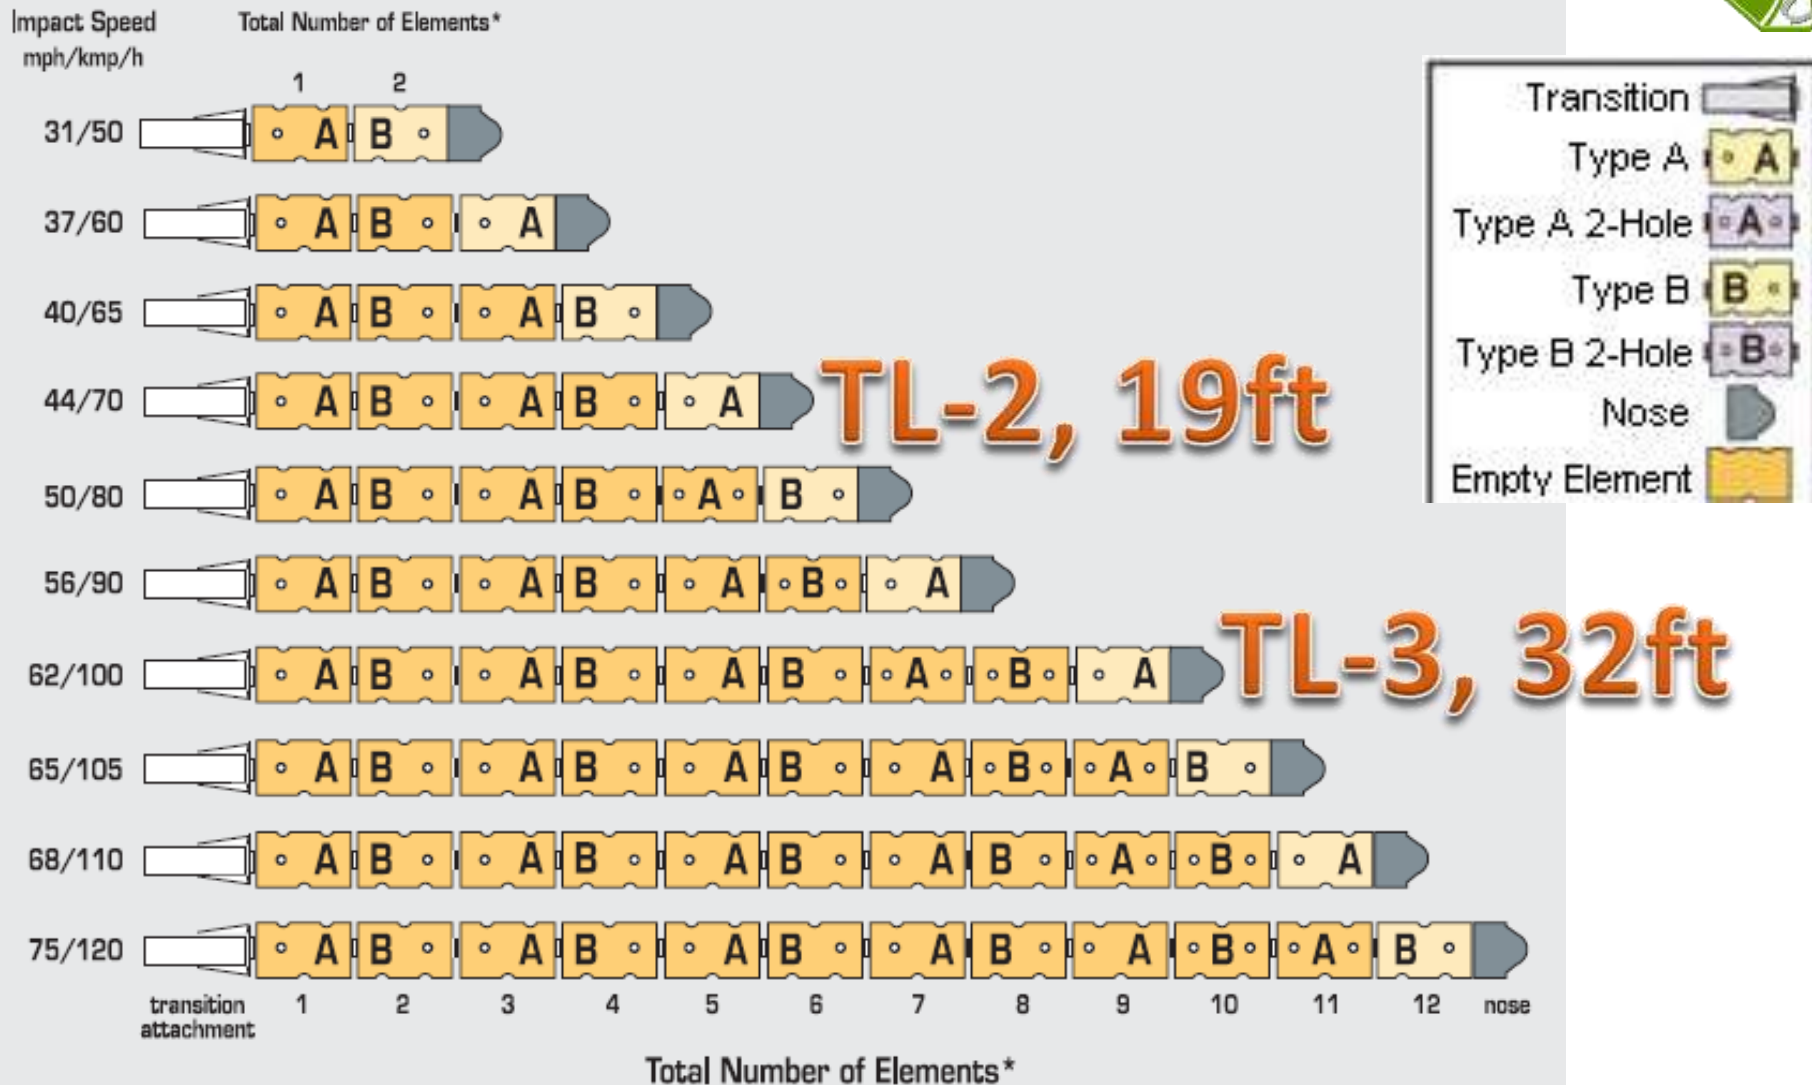 Impact Speed
mph/kmp/h
Total Number of Elements*
1 2
31/50 A B
37/60 A B A
40/65 A B A B
44/70 A B A B A
TL-2, 19ft
50/80 A B A B A B
56/90 A B A B A B A
62/100 A B A B A B A B A
TL-3, 32ft
65/105 A B A B A B A B A B
68/110 A B A B A B A B A B A
75/120 A B A B A B A B A B A B
transition
attachment
1 2 3 4 5 6 7 8 9 10 11 12 nose
Total Number of Elements*
Transition
Type A A
Type A 2-Hole A
Type B B
Type B 2-Hole B
Nose
Empty Element